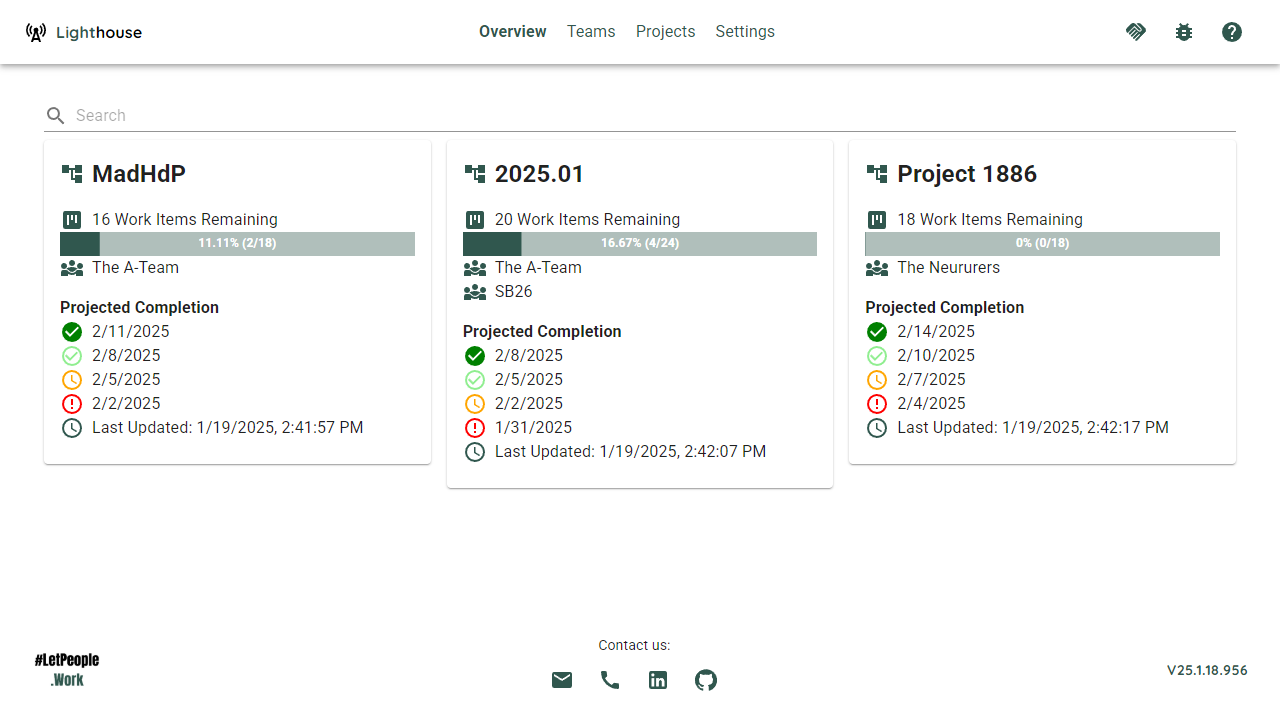 Lighthouse
Overview
Teams
Projects
Settings
Search
MadHdP
16 Work Items Remaining
11.11% (2/18)
The A-Team
Projected Completion
2/11/2025
2/8/2025
2/5/2025
2/2/2025
Last Updated: 1/19/2025, 2:41:57 PM
2025.01
20 Work Items Remaining
16.67% (4/24)
The A-Team
SB26
Projected Completion
2/8/2025
2/5/2025
2/2/2025
1/31/2025
Last Updated: 1/19/2025, 2:42:07 PM
Project 1886
18 Work Items Remaining
0% (0/18)
The Neururers
Projected Completion
2/14/2025
2/10/2025
2/7/2025
2/4/2025
Last Updated: 1/19/2025, 2:42:17 PM
#LetPeople
.Work
Contact us:
V25.1.18.956